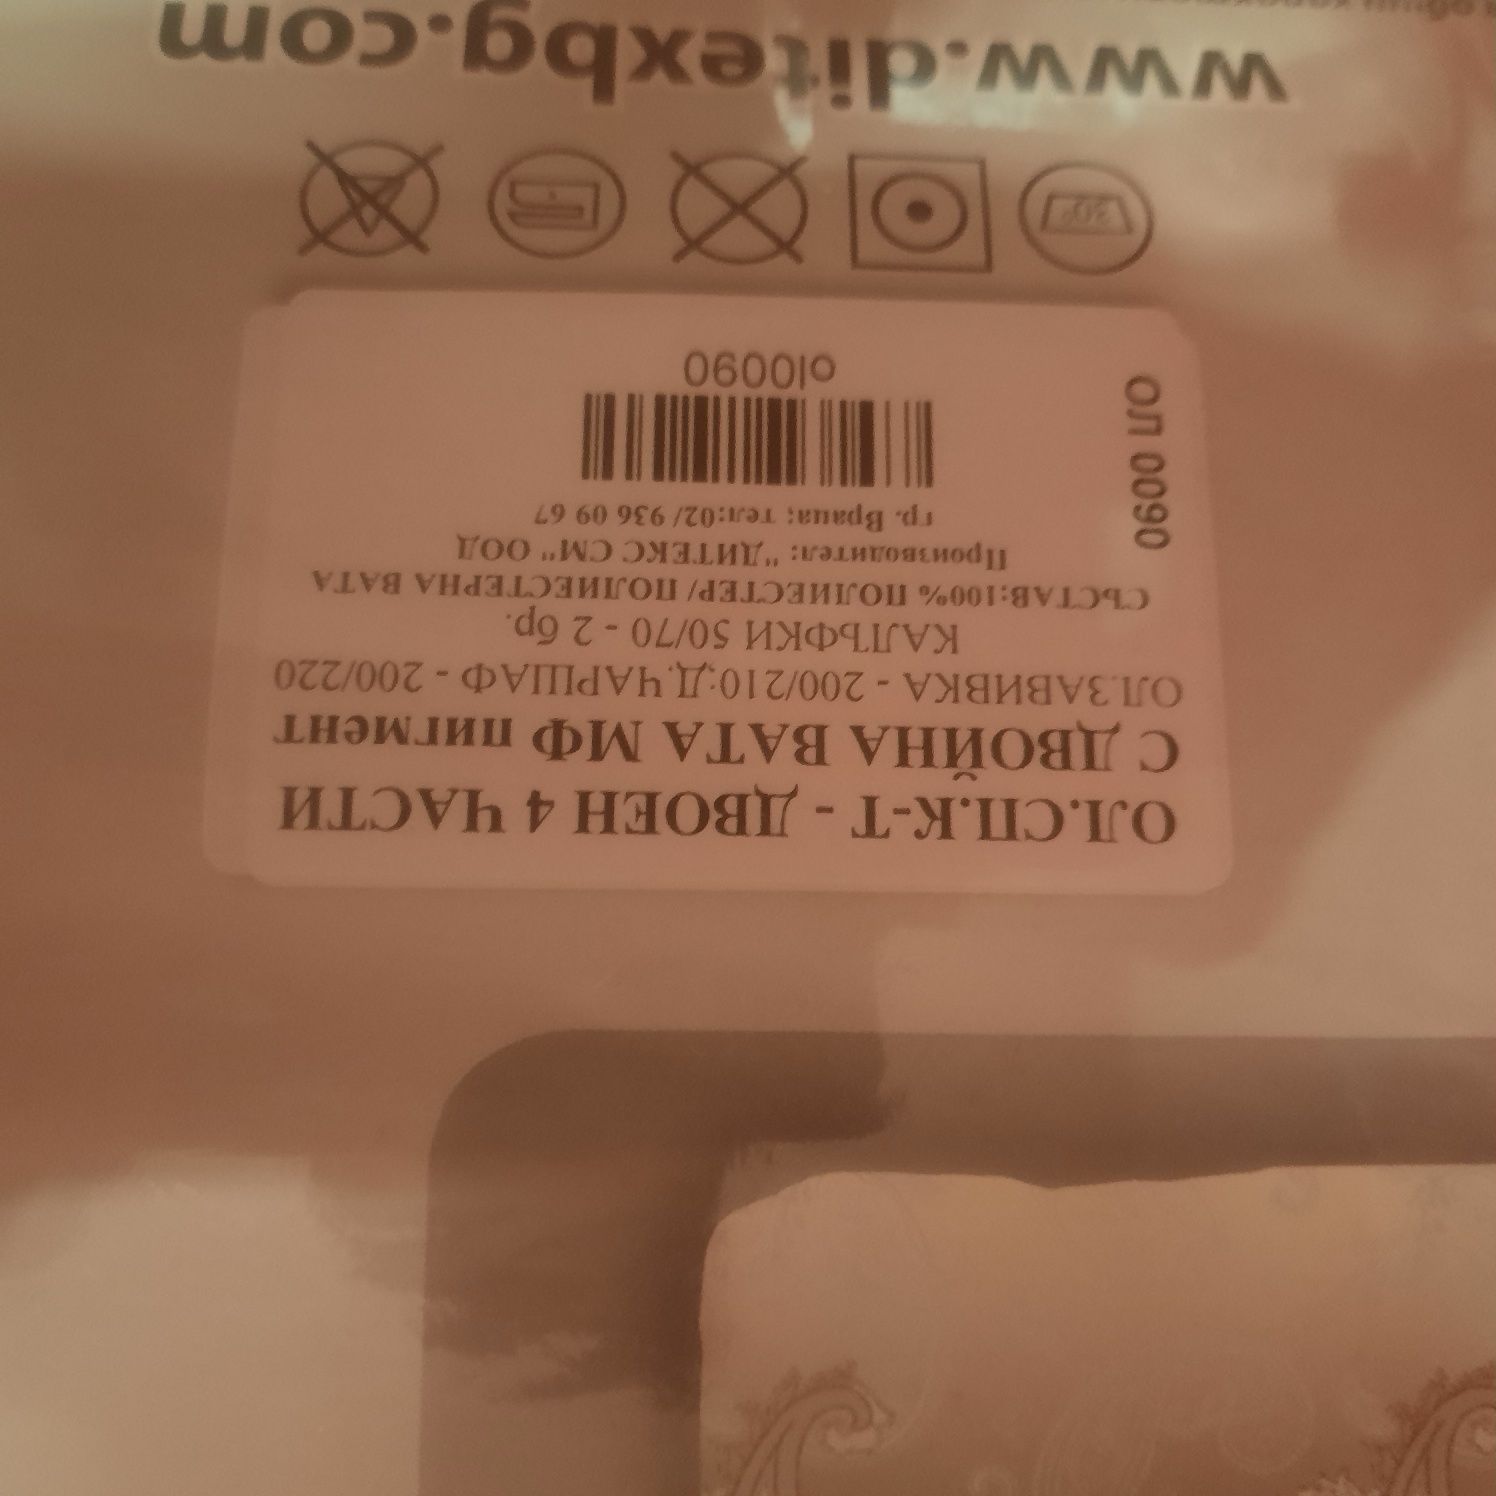 ОЛ.СП.К-Т - ДВОЕН 4 ЧАСТИ
С ДВОЙНА ВАТА МФ пигмент
ОЛ.ЗАВИВКА - 200/210;Д.ЧАРШАФ - 200/220
КАЛЪФКИ 50/70 - 2 бр.
СЪСТАВ:100% ПОЛИЕСТЕР/ ПОЛИЕСТЕРНА ВАТА
Производител: "ДИТЕКС СМ" ООД
гр. Враца; тел:02/ 936 09 67
ol0090
ОЛ 0090
30°
www.ditexbg.com